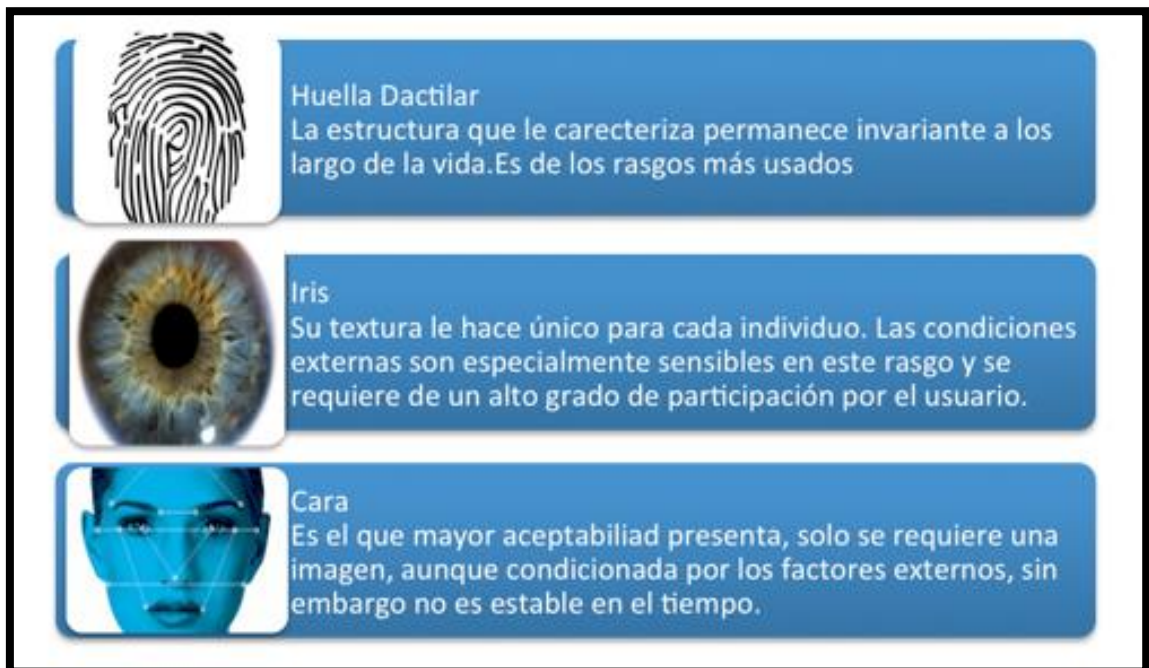 Huella Dactilar
La estructura que le carecteriza permanece invariante a los
largo de la vida.Es de los rasgos más usados
Iris
Su textura le hace único para cada individuo. Las condiciones
externas son especialmente sensibles en este rasgo y se
requiere de un alto grado de participación por el usuario.
Cara
Es el que mayor aceptabiliad presenta, solo se requiere una
imagen, aunque condicionada por los factores externos, sin
embargo no es estable en el tiempo.